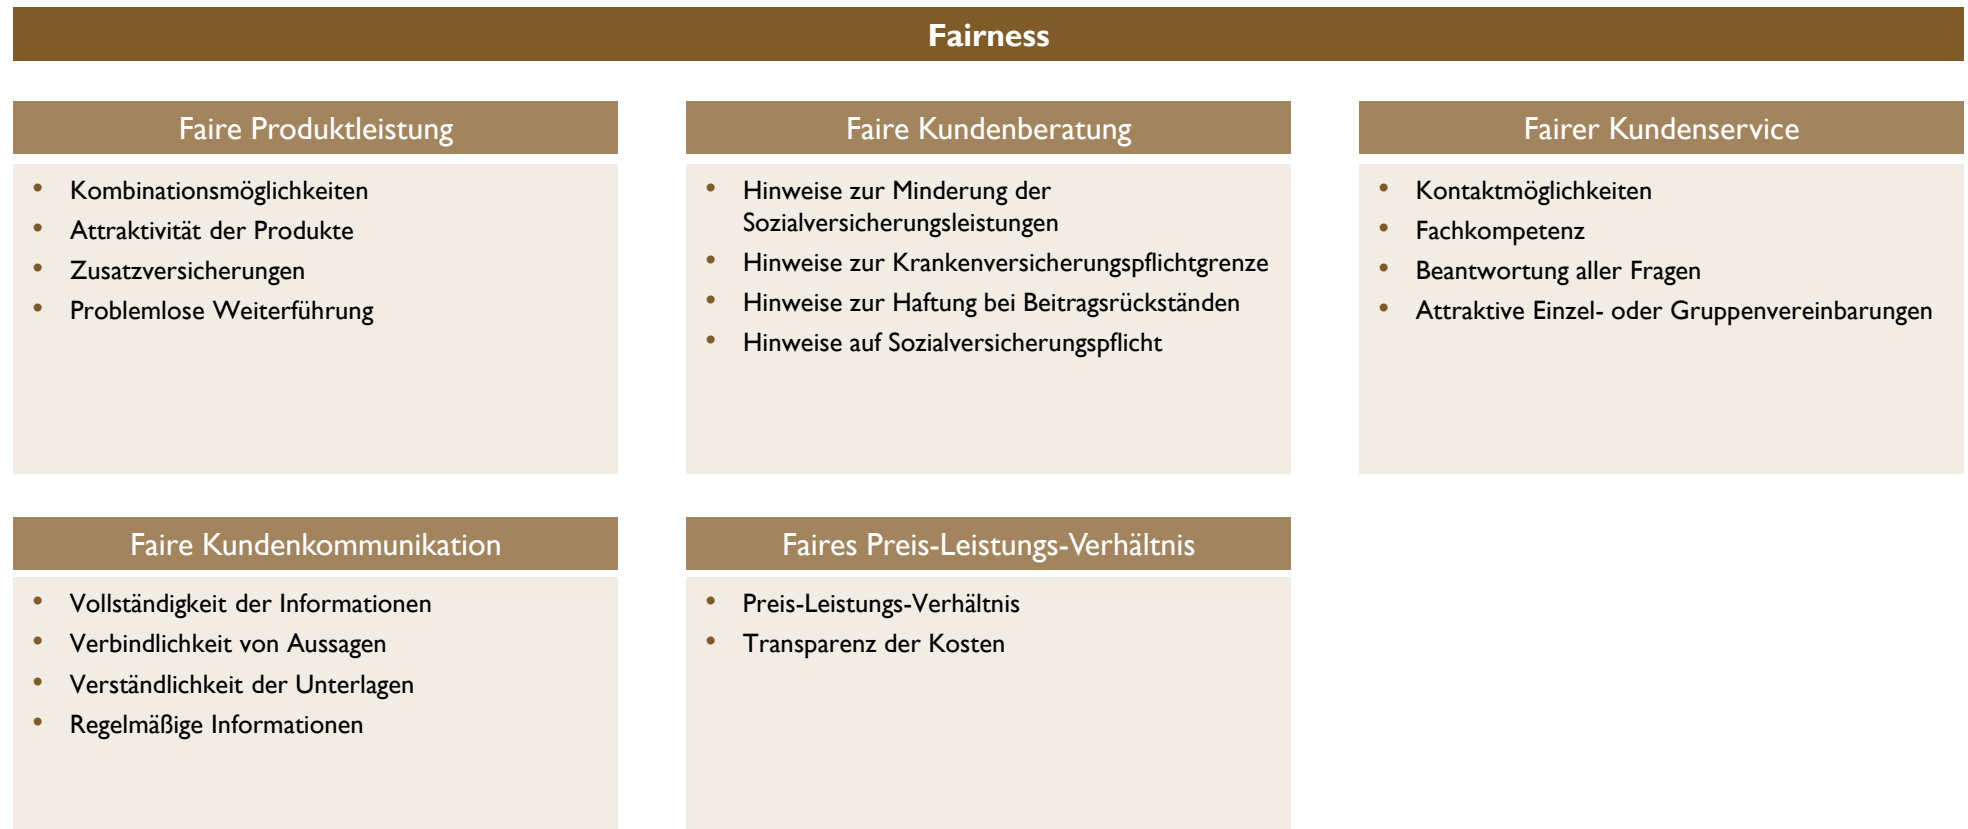 Fairness
Faire Produktleistung
• Kombinationsmöglichkeiten
• Attraktivität der Produkte
• Zusatzversicherungen
• Problemlose Weiterführung
Faire Kundenberatung
• Hinweise zur Minderung der
Sozialversicherungsleistungen
• Hinweise zur Krankenversicherungspflichtgrenze
• Hinweise zur Haftung bei Beitragsrückständen
• Hinweise auf Sozialversicherungspflicht
Fairer Kundenservice
• Kontaktmöglichkeiten
• Fachkompetenz
• Beantwortung aller Fragen
• Attraktive Einzel- oder Gruppenvereinbarungen
Faire Kundenkommunikation
• Vollständigkeit der Informationen
• Verbindlichkeit von Aussagen
• Verständlichkeit der Unterlagen
• Regelmäßige Informationen
Faires Preis-Leistungs-Verhältnis
• Preis-Leistungs-Verhältnis
• Transparenz der Kosten